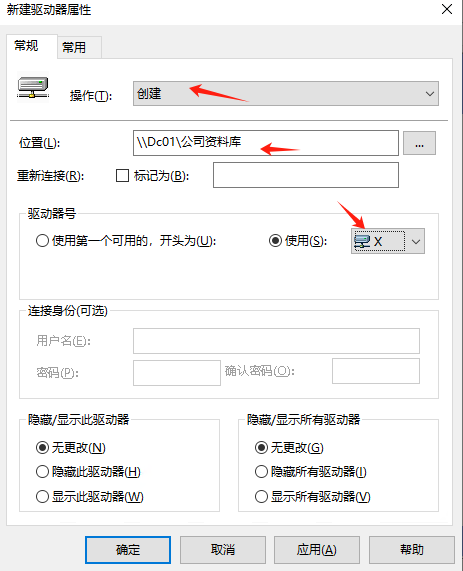 新建驱动器属性
常规 常用
操作(T): 创建
位置(L): \\Dc01\公司资料库 ...
重新连接(R): 标记为(B):
驱动器号
使用第一个可用的，开头为(U): 使用(S): X
连接身份(可选)
用户名(E):
密码(P): 确认密码(O):
隐藏/显示此驱动器 隐藏/显示所有驱动器
无更改(N) 无更改(G)
隐藏此驱动器(H) 隐藏所有驱动器(I)
显示此驱动器(W) 显示所有驱动器(V)
确定 取消 应用(A) 帮助